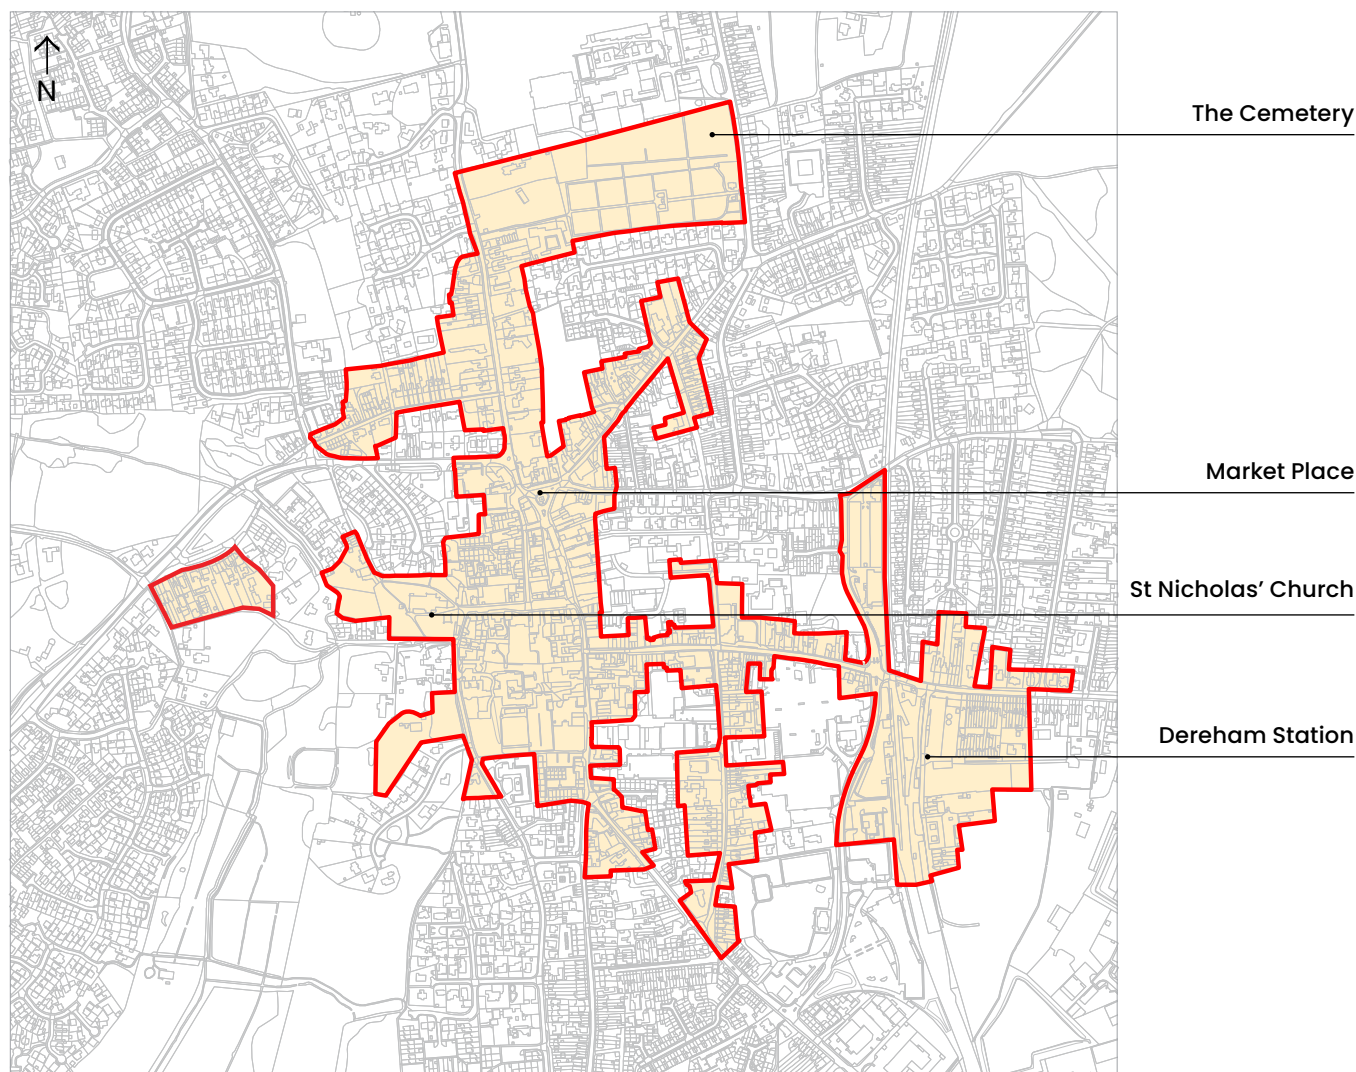 N
The Cemetery
Market Place
St Nicholas’ Church
Dereham Station